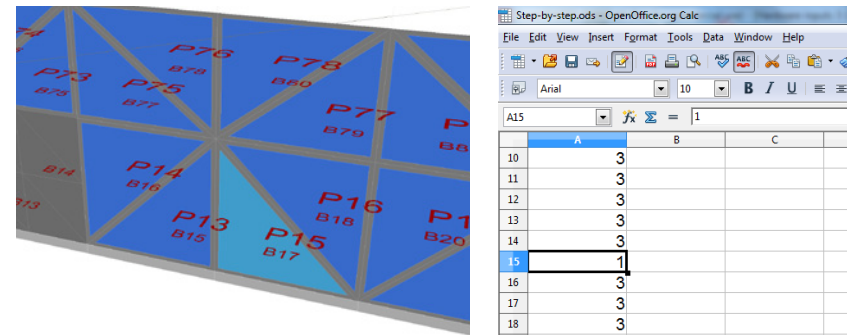 P76
B78
P78
B80
P73
B75
P75
B77
P77
B79
B14
P14
B16
P16
B18
B20
B13
P13
B15
P15
B17
Step-by-step.ods - OpenOffice.org Calc
File Edit View Insert Format Tools Data Window Help
Arial 10 B I U
A15 fx Σ = 1
A B C
10 3
11 3
12 3
13 3
14 3
15 1
16 3
17 3
18 3